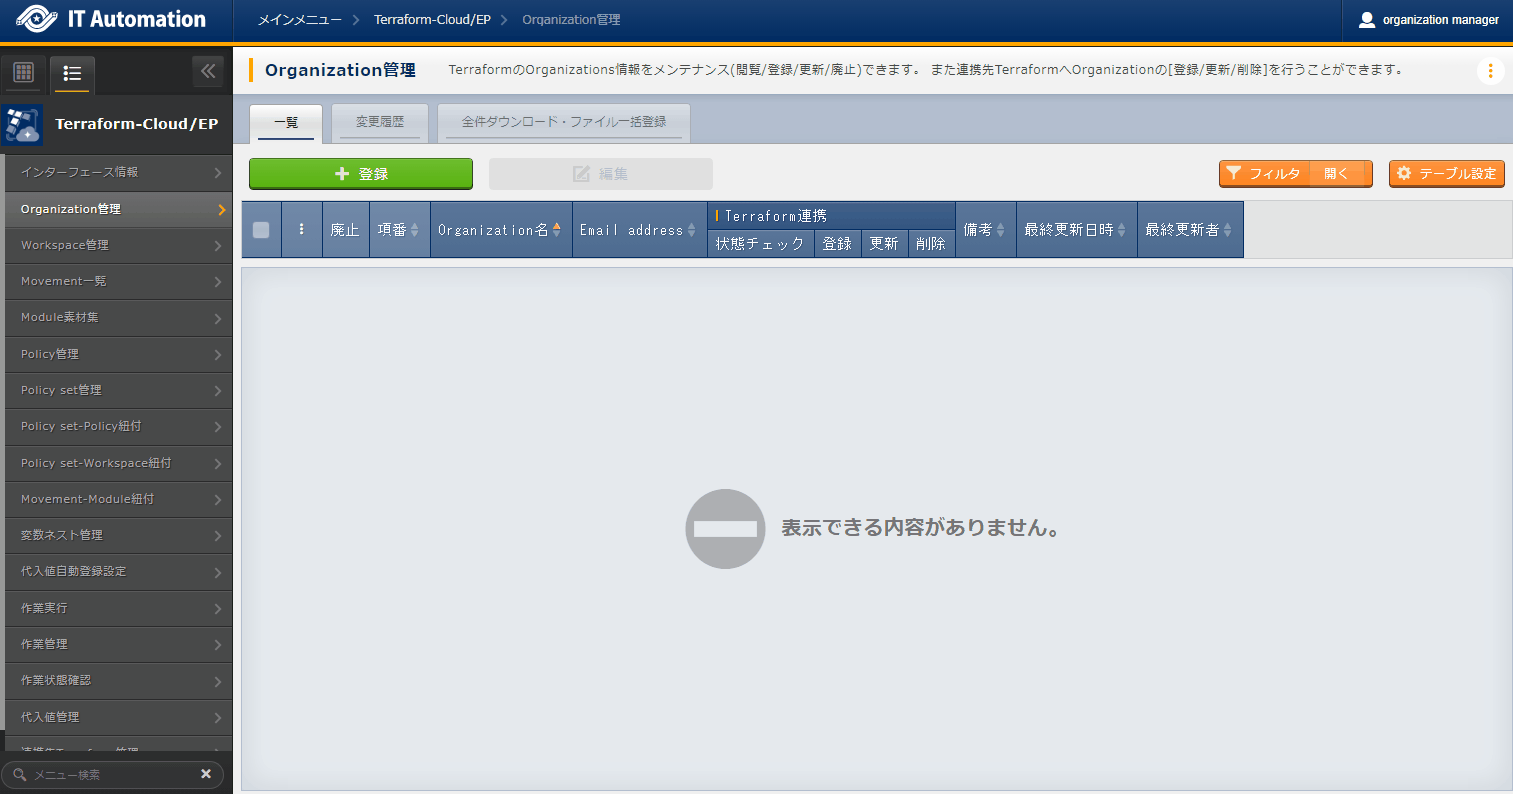 IT Automation
メインメニュー Terraform-Cloud/EP Organization管理
organization manager
Terraform-Cloud/EP
インターフェース情報
Organization管理
Workspace管理
Movement一覧
Module素材集
Policy管理
Policy set管理
Policy set-Policy紐付
Policy set-Workspace紐付
Movement-Module紐付
変数ネスト管理
代入値自動登録設定
作業実行
作業管理
作業状態確認
代入値管理
メニュー検索
Organization管理
TerraformのOrganizations情報をメンテナンス(閲覧/登録/更新/廃止)できます。 また連携先TerraformへOrganizationの[登録/更新/削除]を行うことができます。
一覧 変更履歴 全件ダウンロード・ファイル一括登録
登録 編集 フィルタ 開く テーブル設定
廃止 項番 Organization名 Email address Terraform連携 備考 最終更新日時 最終更新者
状態チェック 登録 更新 削除
表示できる内容がありません。